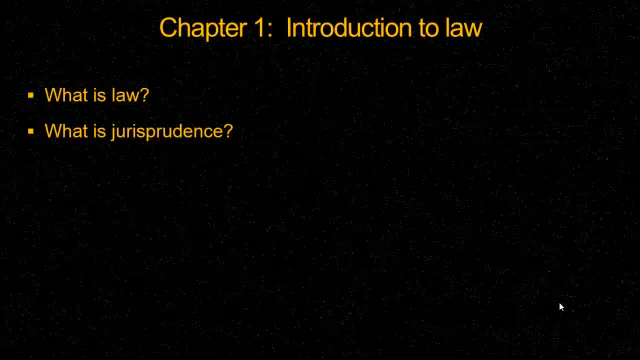 Chapter 1:  Introduction to law
▪ What is law?
▪ What is jurisprudence?